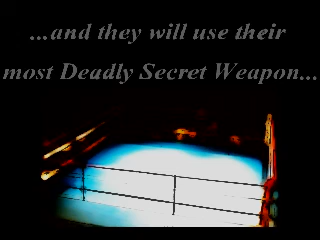 ...and they will use their
most Deadly Secret Weapon...